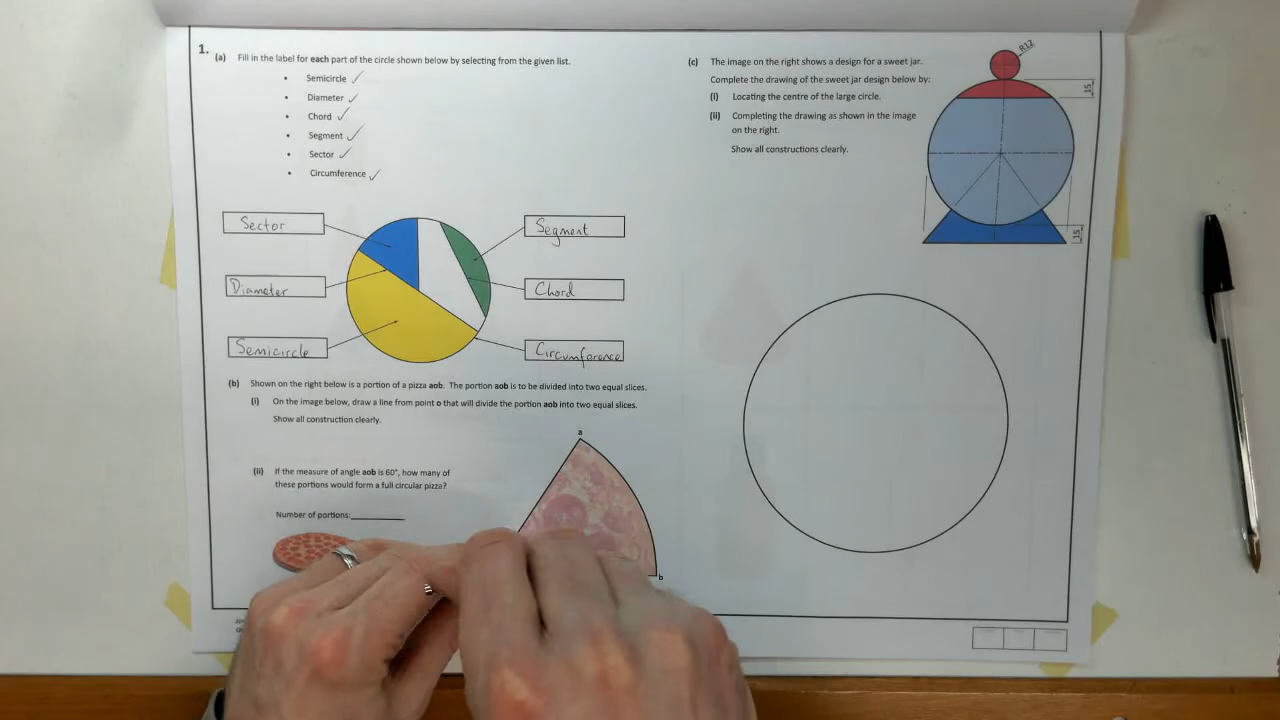 1.
(a) Fill in the label for each part of the circle shown below by selecting from the given list.
• Semicircle ✓
• Diameter ✓
• Chord ✓
• Segment ✓
• Sector ✓
• Circumference ✓
Sector
Segment
Diameter
Chord
Semicircle
Circumference
(b) Shown on the right below is a portion of a pizza aob. The portion aob is to be divided into two equal slices.
(i) On the image below, draw a line from point o that will divide the portion aob into two equal slices.
Show all construction clearly.
a
(ii) If the measure of angle aob is 60°, how many of
these portions would form a full circular pizza?
Number of portions:
b
(c) The image on the right shows a design for a sweet jar.
Complete the drawing of the sweet jar design below by:
(i) Locating the centre of the large circle.
(ii) Completing the drawing as shown in the image
on the right.
Show all constructions clearly.
R12
15
15